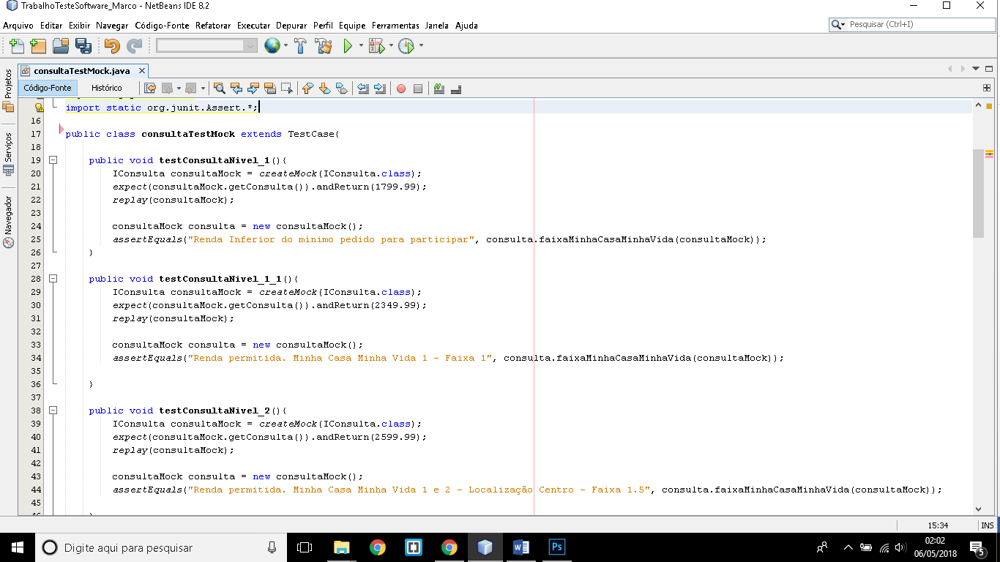 TrabalhoTesteSoftware_Marco - NetBeans IDE 8.2
Arquivo Editar Exibir Navegar Código-Fonte Refatorar Executar Depurar Perfil Equipe Ferramentas Janela Ajuda
Pesquisar (Ctrl+I)
consultaTestMock.java
Código-Fonte Histórico
Projetos
Serviços
Navegador
import static org.junit.Assert.*;
16
17 public class consultaTestMock extends TestCase{
18
19 public void testConsultaNivel_1(){
20 IConsulta consultaMock = createMock(IConsulta.class);
21 expect(consultaMock.getConsulta()).andReturn(1799.99);
22 replay(consultaMock);
23
24 consultaMock consulta = new consultaMock();
25 assertEquals("Renda Inferior do mínimo pedido para participar", consulta.faixaMinhaCasaMinhaVida(consultaMock));
26 }
27
28 public void testConsultaNivel_1_1(){
29 IConsulta consultaMock = createMock(IConsulta.class);
30 expect(consultaMock.getConsulta()).andReturn(2349.99);
31 replay(consultaMock);
32
33 consultaMock consulta = new consultaMock();
34 assertEquals("Renda permitida. Minha Casa Minha Vida 1 - Faixa 1", consulta.faixaMinhaCasaMinhaVida(consultaMock));
35
36 }
37
38 public void testConsultaNivel_2(){
39 IConsulta consultaMock = createMock(IConsulta.class);
40 expect(consultaMock.getConsulta()).andReturn(2599.99);
41 replay(consultaMock);
42
43 consultaMock consulta = new consultaMock();
44 assertEquals("Renda permitida. Minha Casa Minha Vida 1 e 2 - Localização Centro - Faixa 1.5", consulta.faixaMinhaCasaMinhaVida(consultaMock));
45
15:34 INS
Digite aqui para pesquisar
Ps
02:02
06/05/2018
5